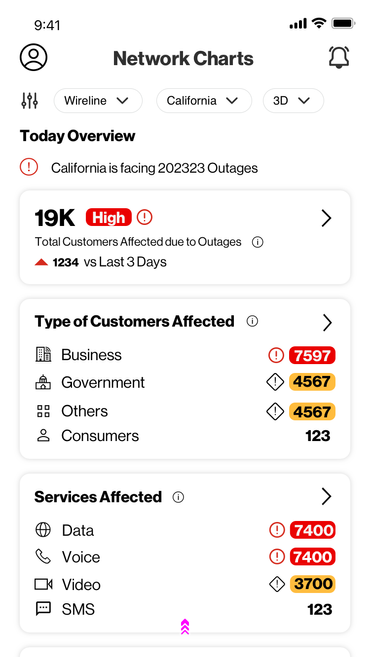 9:41
Network Charts
Wireline
California
3D
Today Overview
California is facing 202323 Outages
19K High
Total Customers Affected due to Outages
1234 vs Last 3 Days
Type of Customers Affected
Business 7597
Government 4567
Others 4567
Consumers 123
Services Affected
Data 7400
Voice 7400
Video 3700
SMS 123